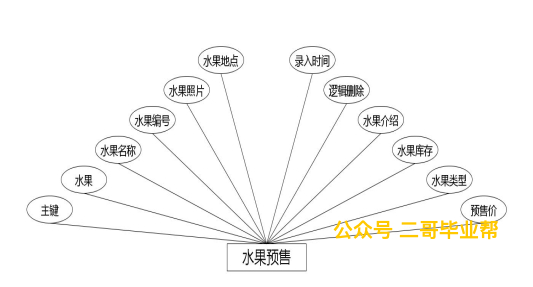 水果地点
录入时间
水果照片
逻辑删除
水果编号
水果介绍
水果名称
水果库存
水果
水果类型
主键
预售价
公众号 二哥毕业帮
水果预售